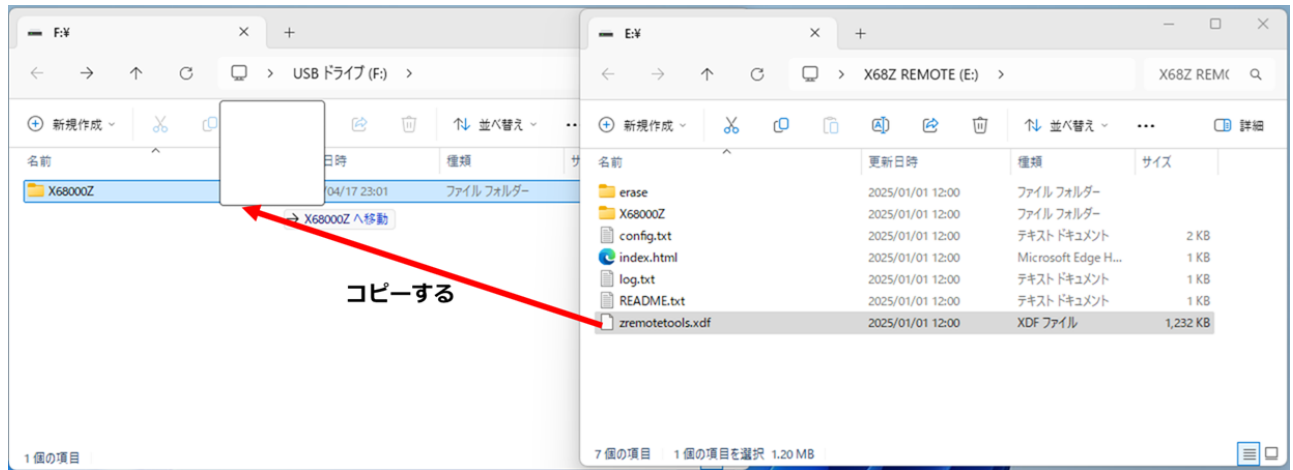 F:¥
USB ドライブ (F:)
新規作成
並べ替え
名前
日時
種類
サ
X68000Z
/04/17 23:01
ファイル フォルダー
→ X68000Z へ移動
コピーする
1 個の項目
E:¥
X68Z REMOTE (E:)
X68Z REM(
新規作成
並べ替え
詳細
名前
更新日時
種類
サイズ
erase 2025/01/01 12:00 ファイル フォルダー
X68000Z 2025/01/01 12:00 ファイル フォルダー
config.txt 2025/01/01 12:00 テキスト ドキュメント 2 KB
index.html 2025/01/01 12:00 Microsoft Edge H... 1 KB
log.txt 2025/01/01 12:00 テキスト ドキュメント 1 KB
README.txt 2025/01/01 12:00 テキスト ドキュメント 1 KB
zremotetools.xdf 2025/01/01 12:00 XDF ファイル 1,232 KB
7 個の項目 1 個の項目を選択 1.20 MB